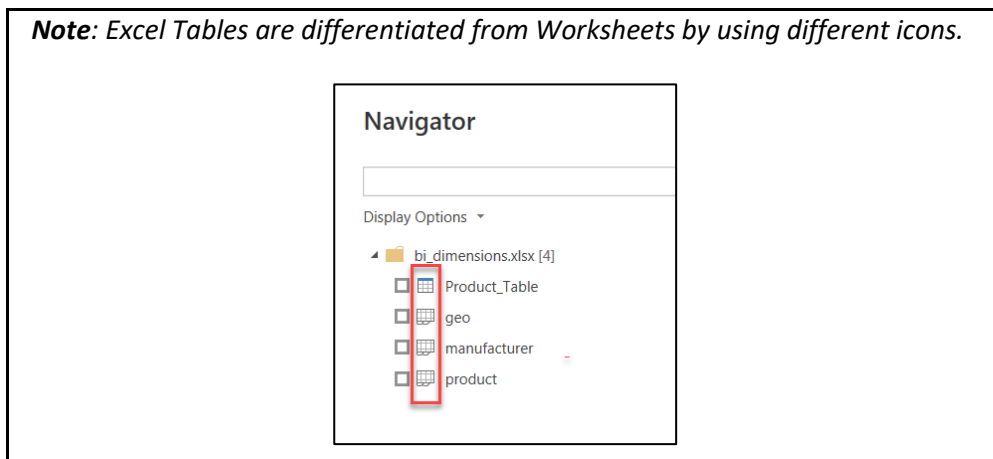 Note: Excel Tables are differentiated from Worksheets by using different icons.
Navigator
Display Options
bi_dimensions.xlsx [4]
Product_Table
geo
manufacturer
product